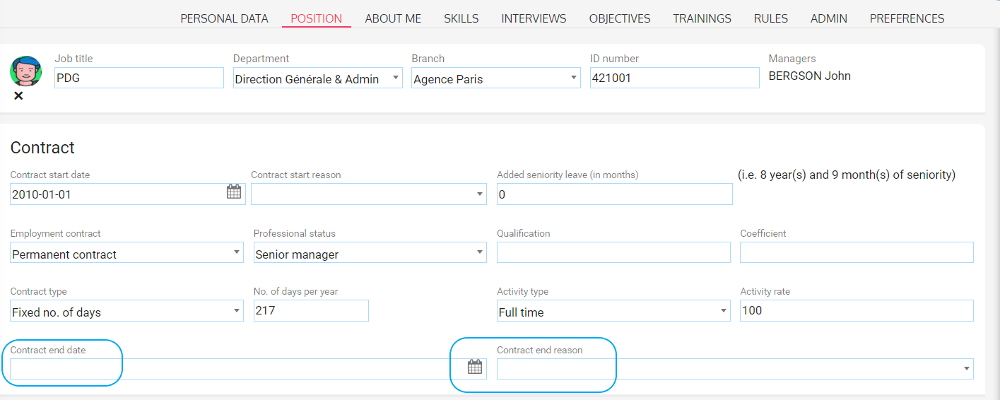 PERSONAL DATA POSITION ABOUT ME SKILLS INTERVIEWS OBJECTIVES TRAININGS RULES ADMIN PREFERENCES
Job title Department Branch ID number Managers
PDG Direction Générale & Admin Agence Paris 421001 BERGSON John
Contract
Contract start date Contract start reason Added seniority leave (in months) (i.e. 8 year(s) and 9 month(s) of seniority)
2010-01-01 0
Employment contract Professional status Qualification Coefficient
Permanent contract Senior manager
Contract type No. of days per year Activity type Activity rate
Fixed no. of days 217 Full time 100
Contract end date Contract end reason